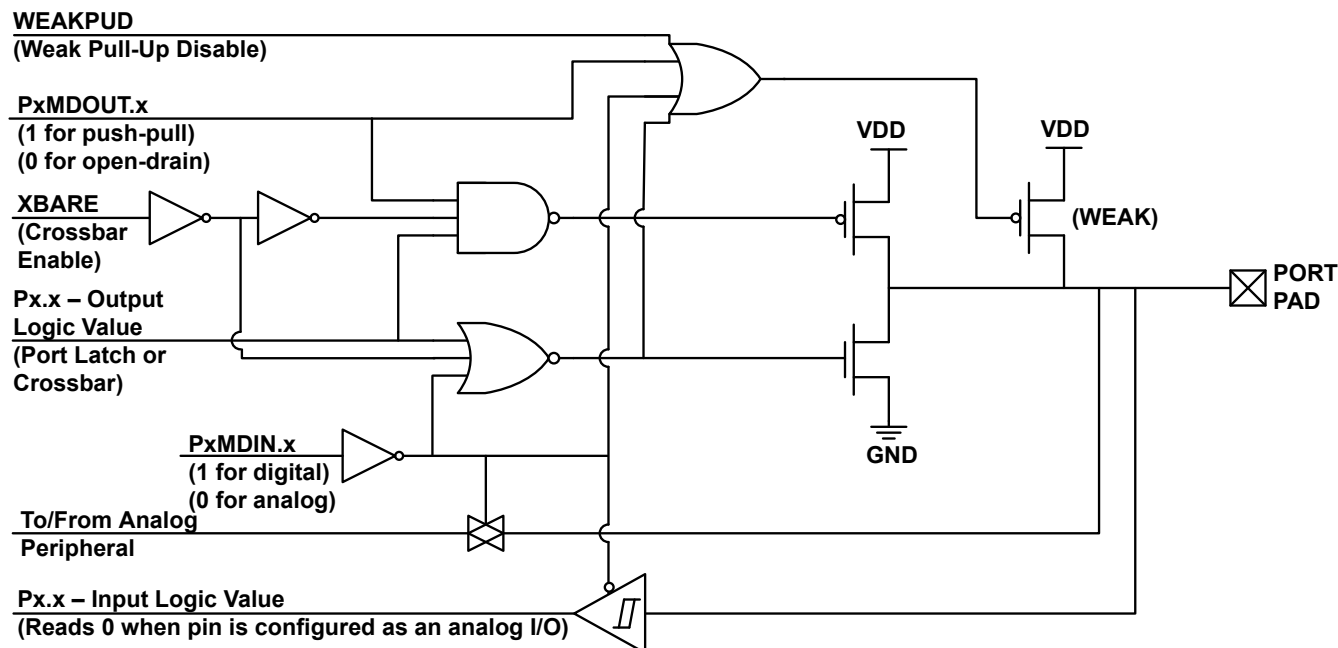 WEAKPUD
(Weak Pull-Up Disable)
PxMDOUT.x
(1 for push-pull)
(0 for open-drain)
XBARE
(Crossbar
Enable)
Px.x – Output
Logic Value
(Port Latch or
Crossbar)
PxMDIN.x
(1 for digital)
(0 for analog)
To/From Analog
Peripheral
Px.x – Input Logic Value
(Reads 0 when pin is configured as an analog I/O)
VDD
VDD
(WEAK)
PORT
PAD
GND